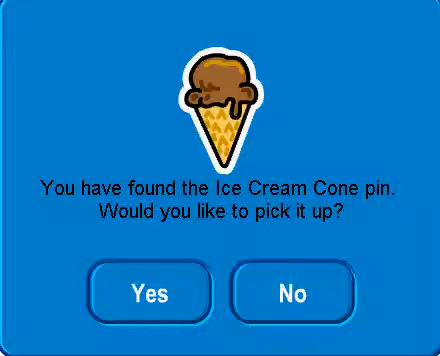 You have found the Ice Cream Cone pin.
Would you like to pick it up?
Yes No